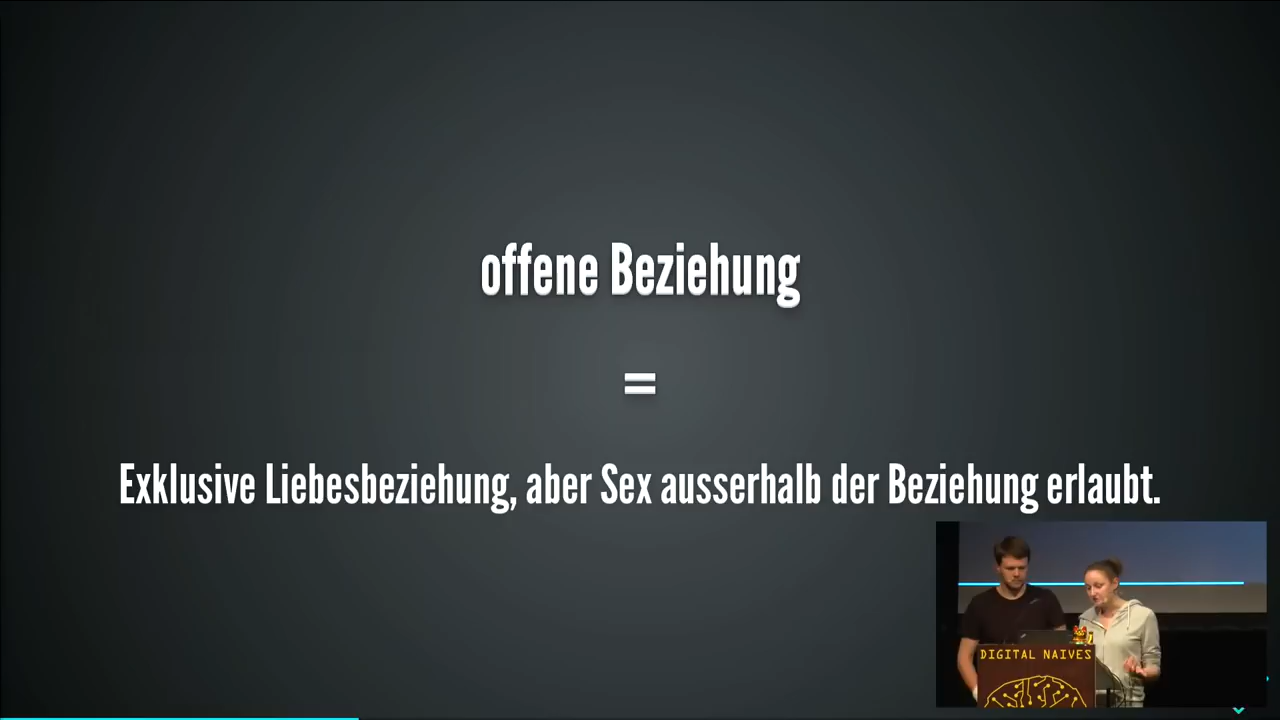 offene Beziehung
=
Exklusive Liebesbeziehung, aber Sex ausserhalb der Beziehung erlaubt.
DIGITAL NAIVES